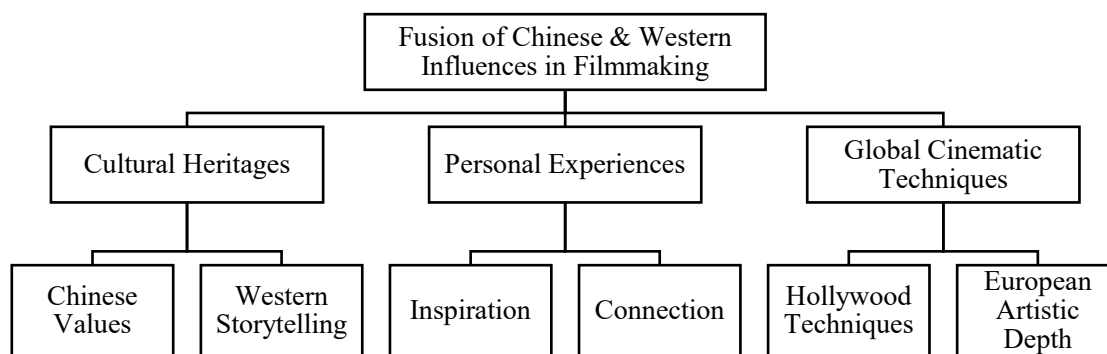 Fusion of Chinese & Western
Influences in Filmmaking
Cultural Heritages
Personal Experiences
Global Cinematic
Techniques
Chinese
Values
Western
Storytelling
Inspiration
Connection
Hollywood
Techniques
European
Artistic
Depth